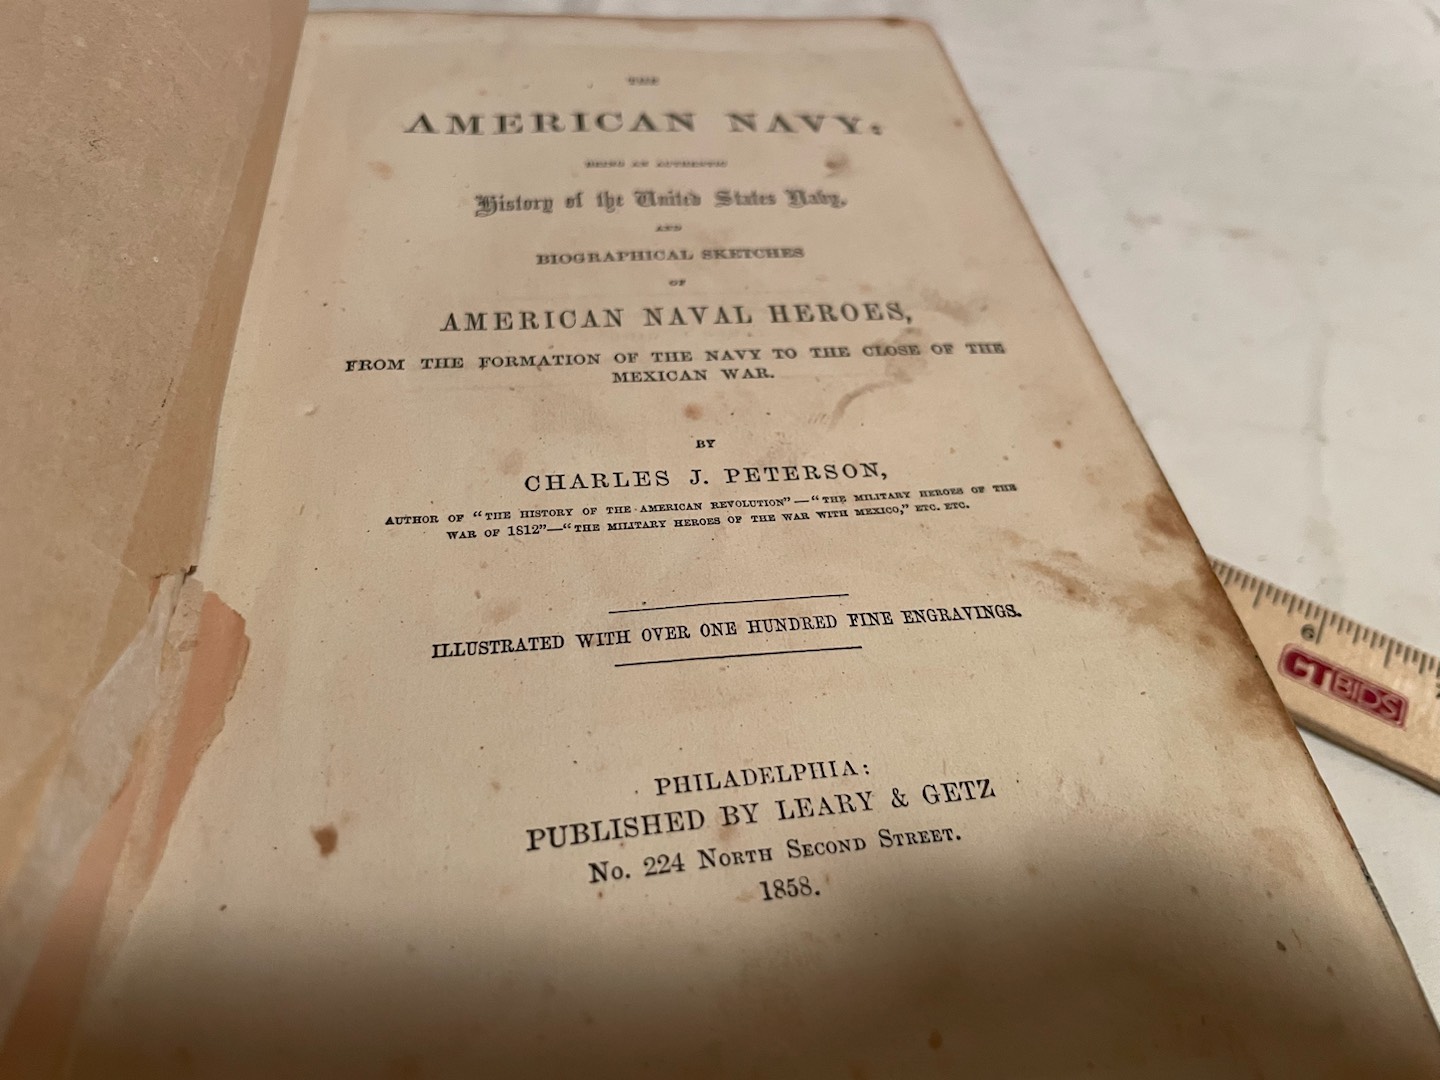 THE
AMERICAN NAVY:
BEING AN AUTHENTIC
History of the United States Navy,
AND
BIOGRAPHICAL SKETCHES
OF
AMERICAN NAVAL HEROES,
FROM THE FORMATION OF THE NAVY TO THE CLOSE OF THE
MEXICAN WAR.
BY
CHARLES J. PETERSON,
AUTHOR OF "THE HISTORY OF THE AMERICAN REVOLUTION"—"THE MILITARY HEROES OF THE
WAR OF 1812"—"THE MILITARY HEROES OF THE WAR WITH MEXICO," ETC. ETC.
ILLUSTRATED WITH OVER ONE HUNDRED FINE ENGRAVINGS.
PHILADELPHIA:
PUBLISHED BY LEARY & GETZ
No. 224 North Second Street.
1858.
6
CTBIDS